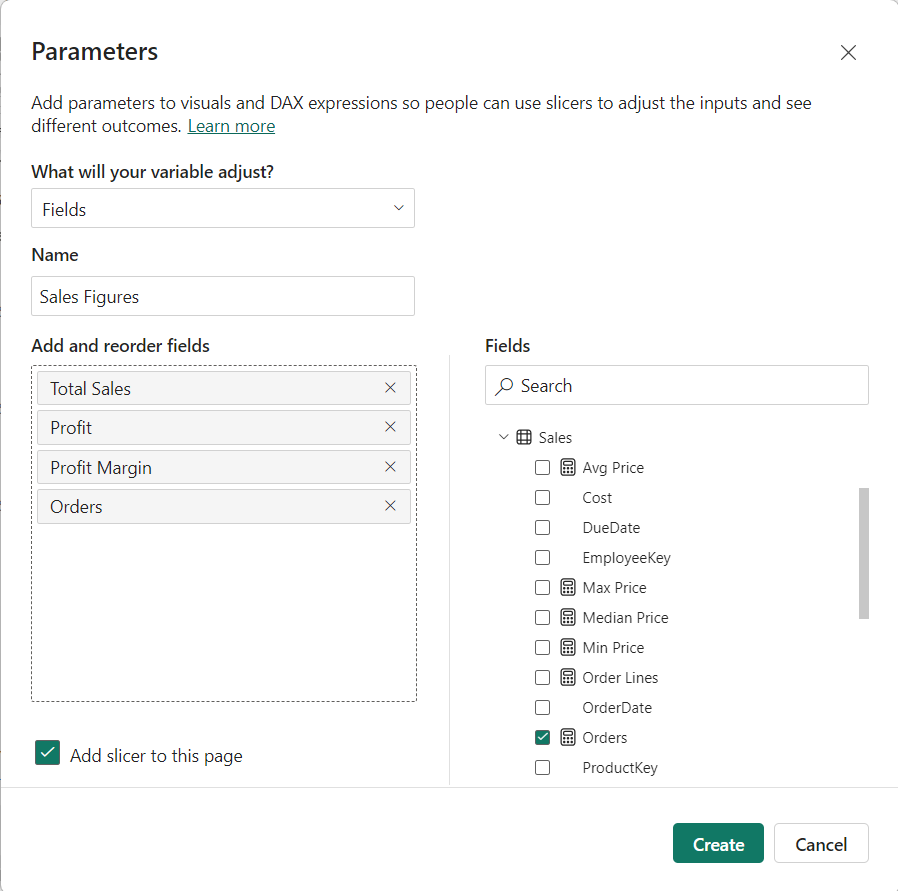 Parameters
Add parameters to visuals and DAX expressions so people can use slicers to adjust the inputs and see
different outcomes. Learn more
What will your variable adjust?
Fields
Name
Sales Figures
Add and reorder fields
Total Sales
Profit
Profit Margin
Orders
Add slicer to this page
Fields
Search
Sales
Avg Price
Cost
DueDate
EmployeeKey
Max Price
Median Price
Min Price
Order Lines
OrderDate
Orders
ProductKey
Create
Cancel